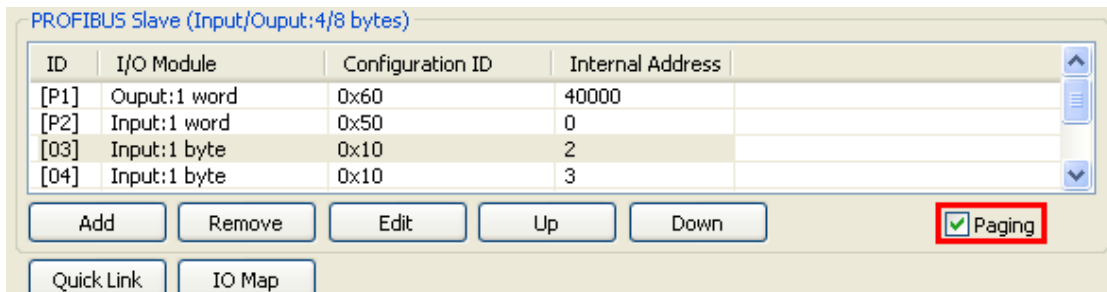 PROFIBUS Slave (Input/Ouput:4/8 bytes)
ID I/O Module Configuration ID Internal Address
[P1] Ouput:1 word 0x60 40000
[P2] Input:1 word 0x50 0
[03] Input:1 byte 0x10 2
[04] Input:1 byte 0x10 3
Add Remove Edit Up Down Paging
Quick Link IO Map